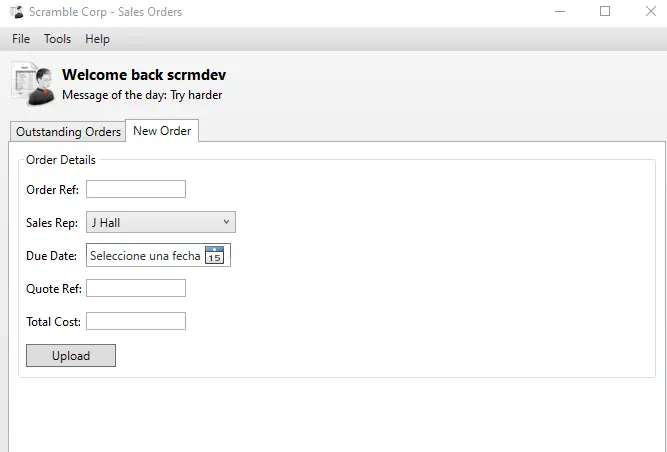 Scramble Corp - Sales Orders
File Tools Help
Welcome back scrmdev
Message of the day: Try harder
Outstanding Orders New Order
Order Details
Order Ref:
Sales Rep: J Hall
Due Date: Seleccione una fecha 15
Quote Ref:
Total Cost:
Upload